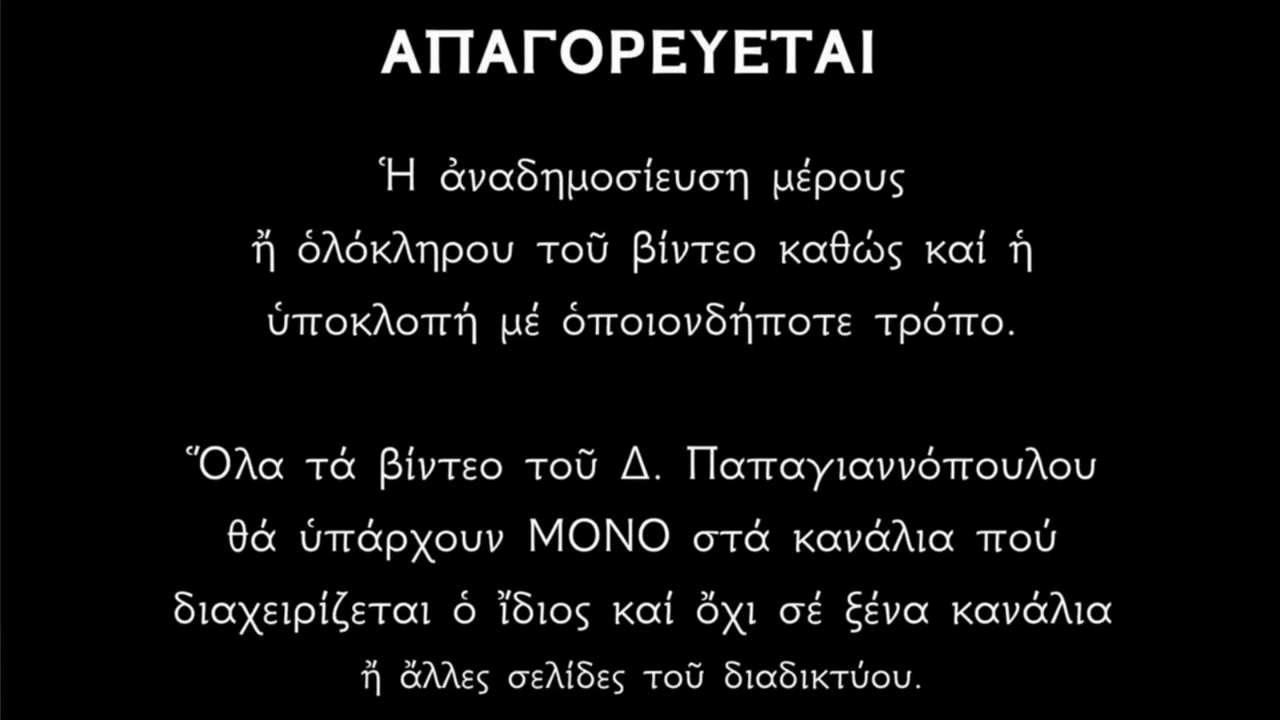 ΑΠΑΓΟΡΕΥΕΤΑΙ
Ἡ ἀναδημοσίευση μέρους
ἤ ὁλόκληρου τοῦ βίντεο καθώς καί ἡ
ὑποκλοπή μέ ὁποιονδήποτε τρόπο.
Ὅλα τά βίντεο τοῦ Δ. Παπαγιαννόπουλου
θά ὑπάρχουν ΜΟΝΟ στά κανάλια πού
διαχειρίζεται ὁ ἴδιος καί ὄχι σέ ξένα κανάλια
ἤ ἄλλες σελίδες τοῦ διαδικτύου.